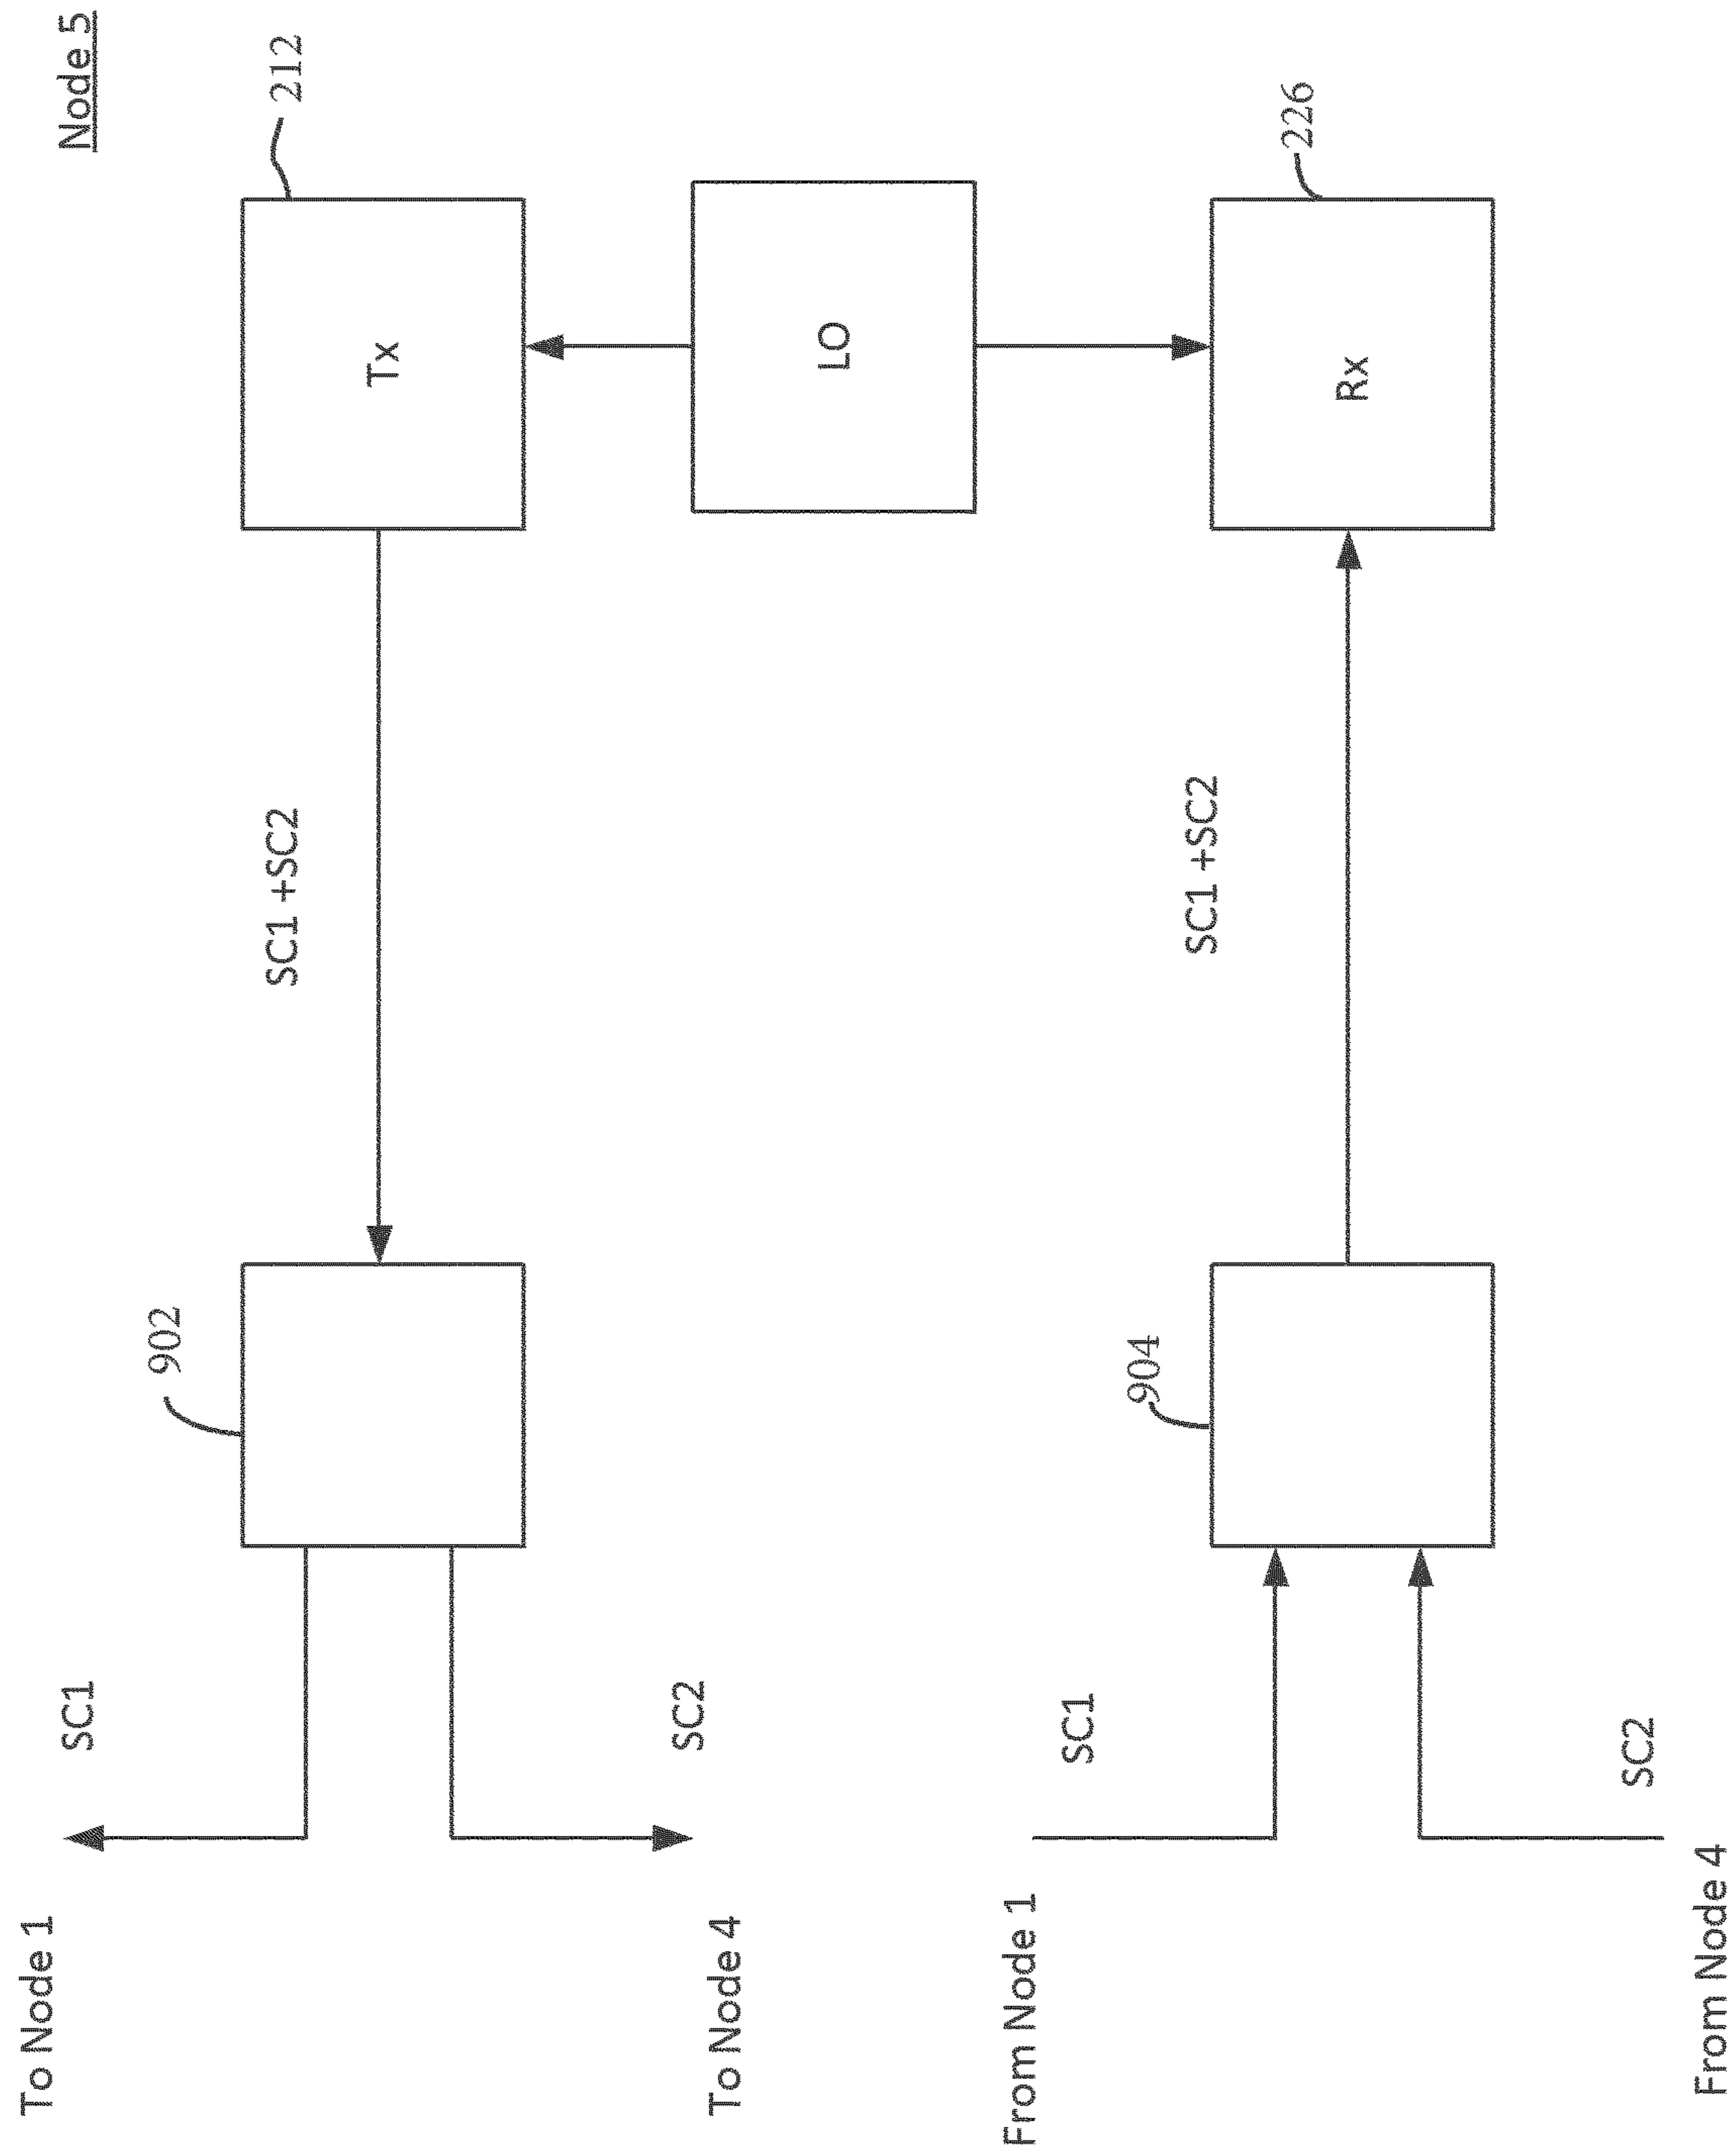 Node 5
To Node 1
SC1
902
SC1 +SC2
Tx
212
To Node 4
SC2
LO
From Node 1
SC1
904
SC1 +SC2
Rx
226
From Node 4
SC2